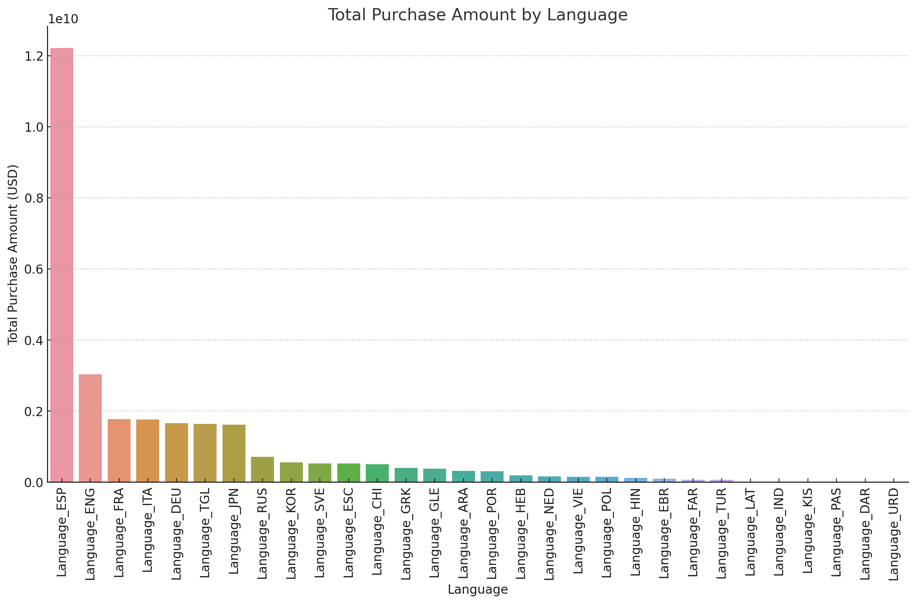 Total Purchase Amount by Language
1e10
Total Purchase Amount (USD)
1.2
1.0
0.8
0.6
0.4
0.2
0.0
Language_ESP
Language_ENG
Language_FRA
Language_ITA
Language_DEU
Language_TGL
Language_JPN
Language_RUS
Language_KOR
Language_SVE
Language_ESC
Language_CHI
Language_GRK
Language_GLE
Language_ARA
Language_POR
Language_HEB
Language_NED
Language_VIE
Language_POL
Language_HIN
Language_EBR
Language_FAR
Language_TUR
Language_LAT
Language_IND
Language_KIS
Language_PAS
Language_DAR
Language_URD
Language